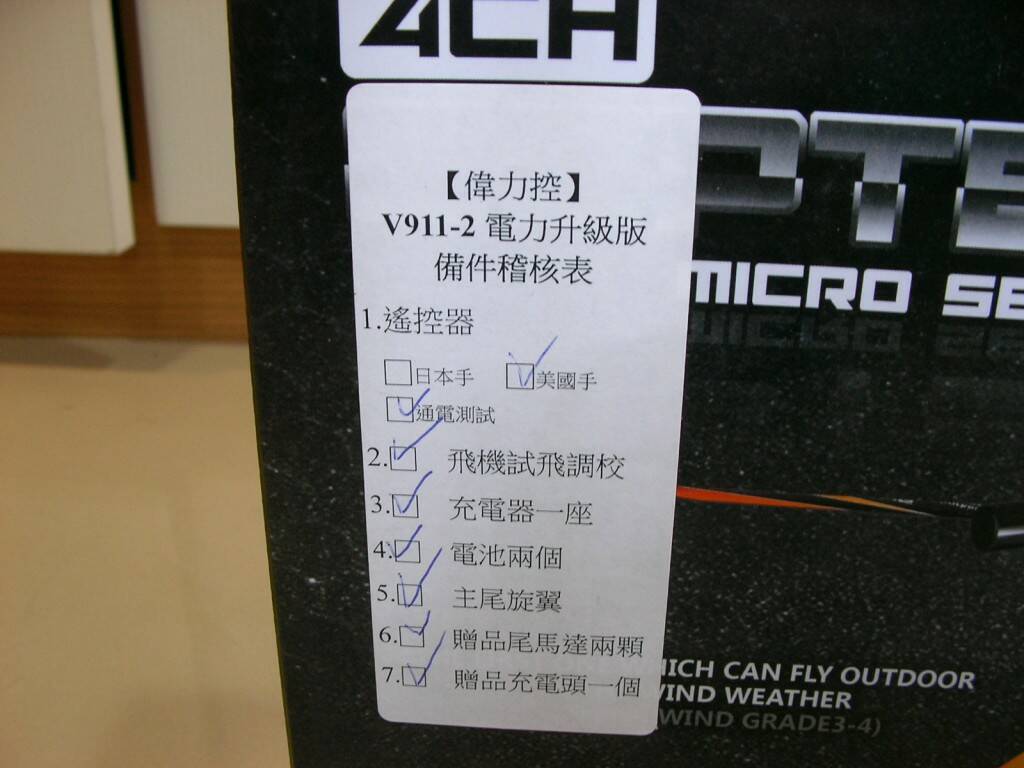 4CH
【偉力控】
V911-2 電力升級版
備件稽核表
1.遙控器
日本手 美國手
通電測試
2. 飛機試飛調校
3. 充電器一座
4. 電池兩個
5. 主尾旋翼
6. 贈品尾馬達兩顆
7. 贈品充電頭一個
MICRO
CAN FLY OUTDOOR
WEATHER
WIND GRADE3-4)